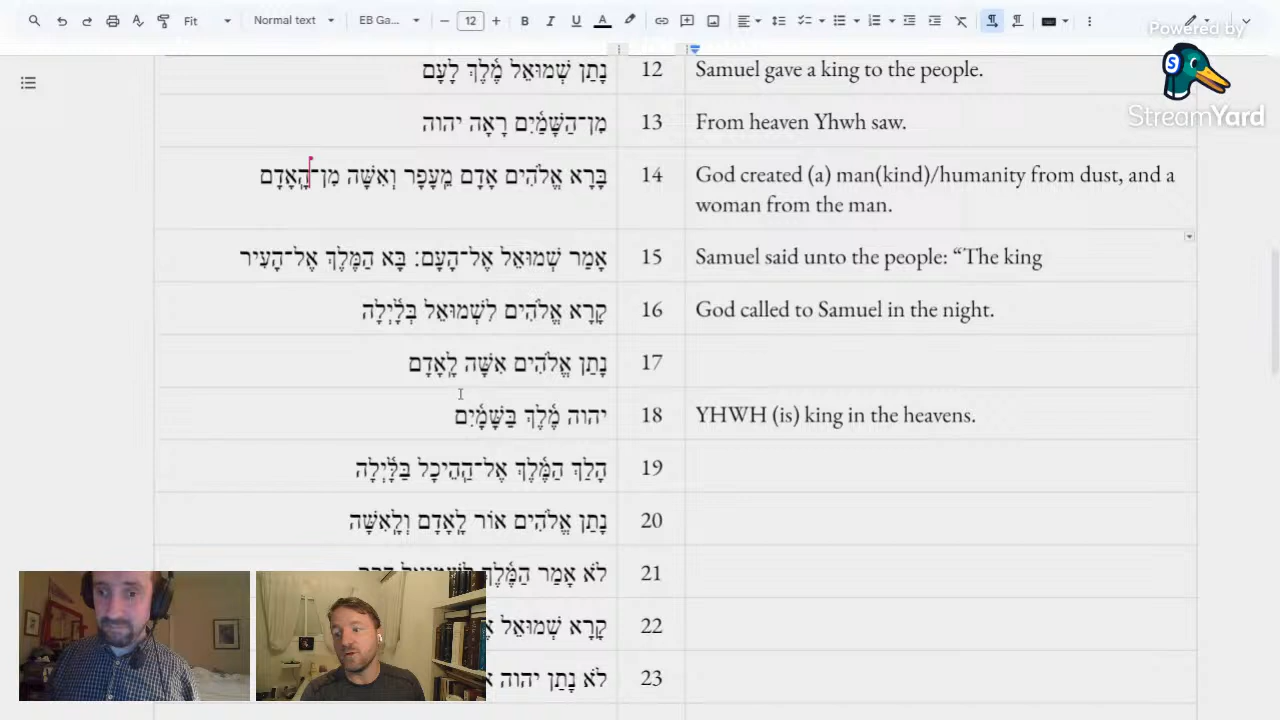 Fit
Normal text
EB Ga...
12
Powered by
StreamYard
נָתַן שְׁמוּאֵל מֶ֫לֶךְ לָעָם
12
Samuel gave a king to the people.
מִן־הַשָּׁמַ֫יִם רָאָה יהוה
13
From heaven Yhwh saw.
בָּרָא אֱלֹהִים אָדָם מֵֽעָפָר וְאִשָּׁה מִן־הָֽאָדָם
14
God created (a) man(kind)/humanity from dust, and a
woman from the man.
אָמַר שְׁמוּאֵל אֶל־הָעָם: בָּא הַמֶּ֫לֶךְ אֶל־הָעִיר
15
Samuel said unto the people: “The king
קָרָא אֱלֹהִים לִשְׁמוּאֵל בְּלַ֫יְלָה
16
God called to Samuel in the night.
נָתַן אֱלֹהִים אִשָּׁה לָֽאָדָם
17
יהוה מֶ֫לֶךְ בַּשָּׁמַ֫יִם
18
YHWH (is) king in the heavens.
הָלַךְ הַמֶּ֫לֶךְ אֶל־הַֽהֵיכָל בַּלַּ֫יְלָה
19
נָתַן אֱלֹהִים אוֹר לָֽאָדָם וְלָֽאִשָּׁה
20
לֹא אָמַר הַמֶּ֫לֶךְ
21
קָרָא שְׁמוּאֵל
22
לֹא נָתַן יהוה
23